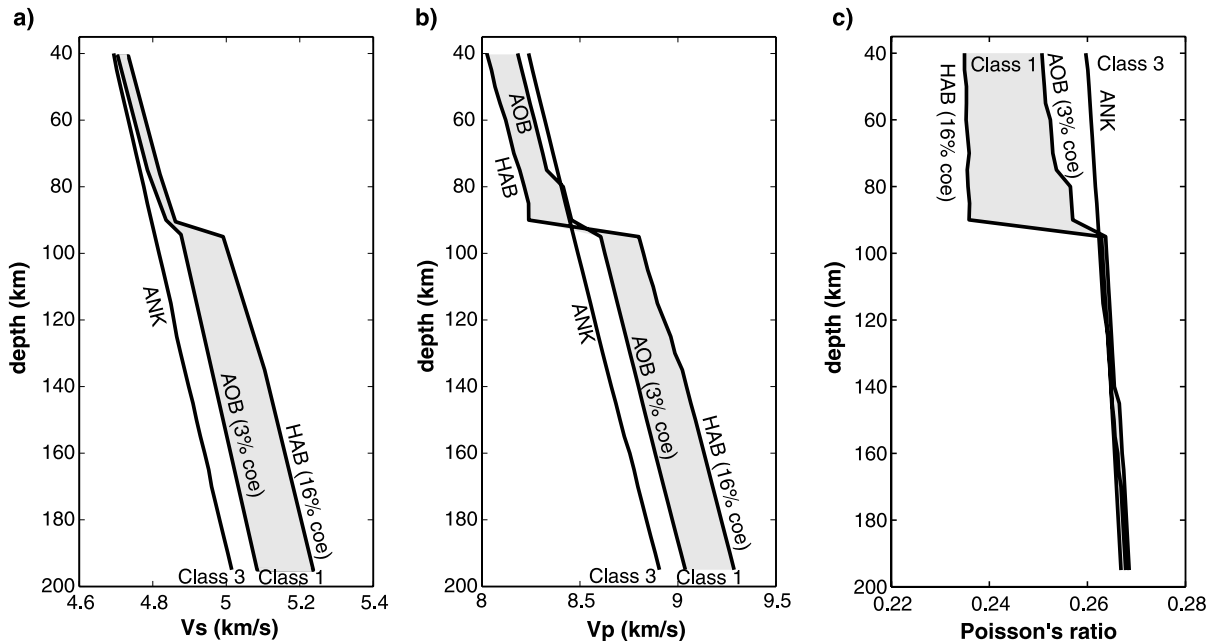 a)
40
60
80
100
120
140
160
180
200
depth (km)
ANK
AOB (3% coe)
HAB (16% coe)
Class 3
Class 1
4.6
4.8
5
5.2
5.4
Vs (km/s)
b)
40
60
80
100
120
140
160
180
200
depth (km)
AOB
HAB
ANK
AOB (3% coe)
HAB (16% coe)
Class 3
Class 1
8
8.5
9
9.5
Vp (km/s)
c)
40
60
80
100
120
140
160
180
200
depth (km)
HAB (16% coe)
Class 1
AOB (3% coe)
Class 3
ANK
0.22
0.24
0.26
0.28
Poisson's ratio